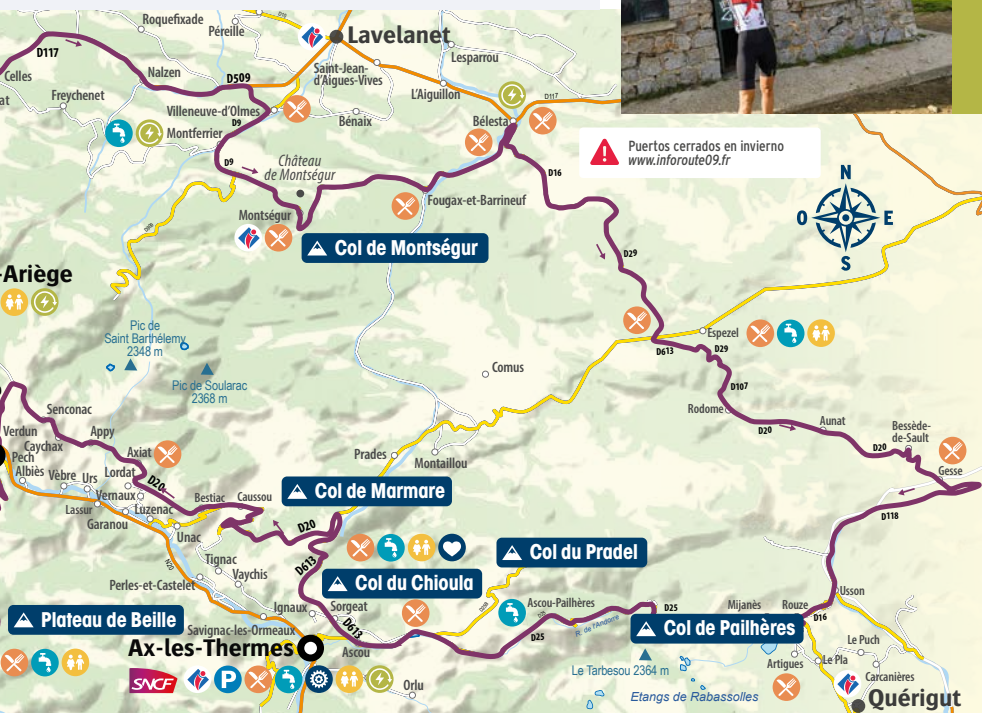 Roquefixade
Péreille
D117
Lavelanet
Celles
Nalzen
D509
Saint-Jean-
d'Aigues-Vives
Lesparrou
Freychenet
L'Aiguillon
D117
Villeneuve-d'Olmes
D9
Bénaix
Bélesta
Montferrier
Puertos cerrados en invierno
www.inforoute09.fr
D9
Château
de Montségur
D16
N
O
E
S
Fougax-et-Barrineuf
Montségur
Col de Montségur
D29
-Ariège
Pic de
Saint Barthélemy
2348 m
Espezel
D613
D29
Pic de Soularac
2368 m
Comus
D107
Senconac
Rodome
D20
Aunat
Bessède-
de-Sault
Verdun
Appy
Caychax
Pech
Axiat
Prades
Montaillou
D20
Gesse
Albiès
Vèbre
Urs
Lordat
D20
Vernaux
Bestiac
Caussou
Col de Marmare
Lassur
Luzenac
Garanou
D20
D118
Unac
Tignac
D613
Col du Pradel
Vaychis
Perles-et-Castelet
N20
Col du Chioula
Usson
Ignaux
Sorgeat
Ascou-Pailhères
D25
Mijanès
Rouze
D16
Plateau de Beille
Savignac-les-Ormeaux
D613
R. de l'Andorre
Col de Pailhères
Ax-les-Thermes
Ascou
D25
Le Puch
Artigues
Le Pla
Le Tarbesou 2364 m
Carcanières
SNCF
P
Orlu
Etangs de Rabassolles
Quérigut